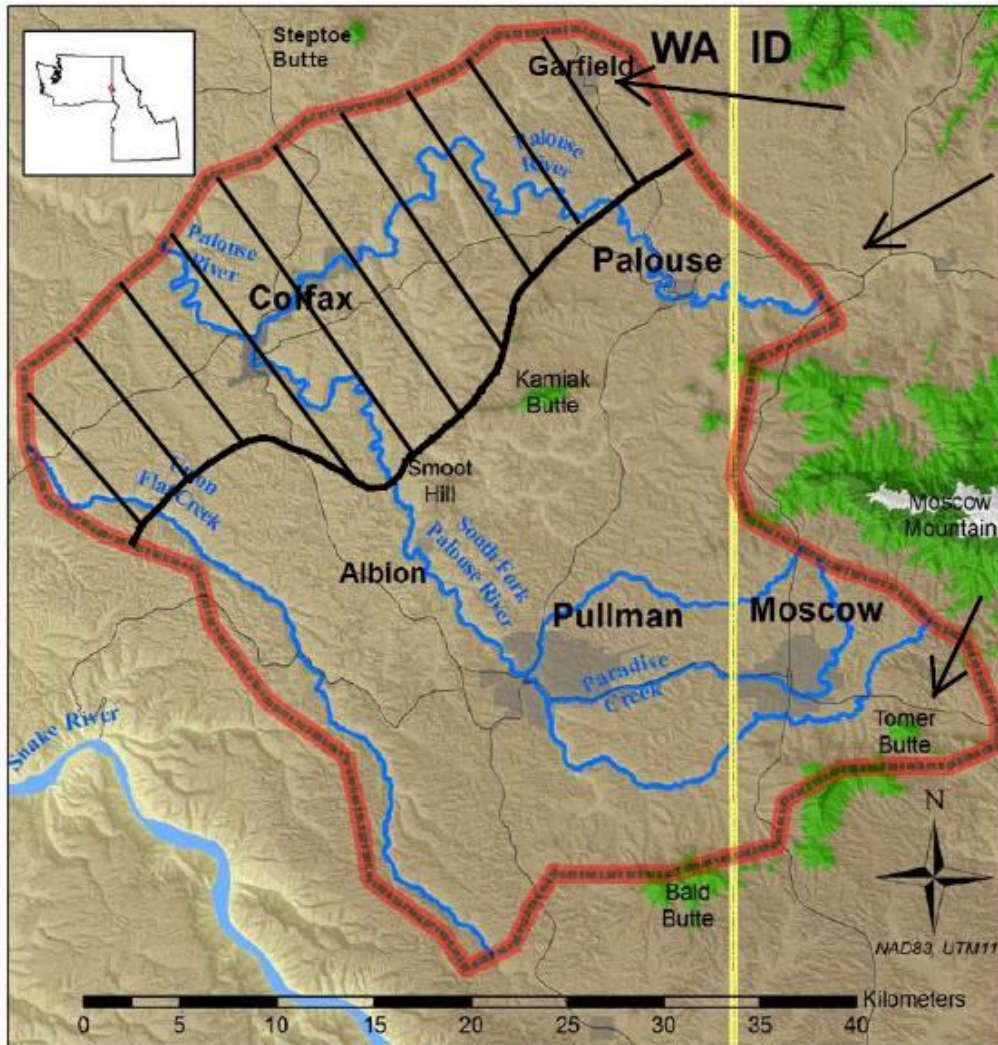 Steptoe
Butte
WA
ID
Garfield
Palouse
River
Palouse
River
Colfax
Palouse
Kamiak
Butte
Smoot
Hill
Union
Flat Creek
Moscow
Mountain
South Fork
Palouse River
Albion
Pullman
Moscow
Paradise
Creek
Tomer
Butte
Snake River
Bald
Butte
N
NAD83, UTM11
Kilometers
0 5 10 15 20 25 30 35 40